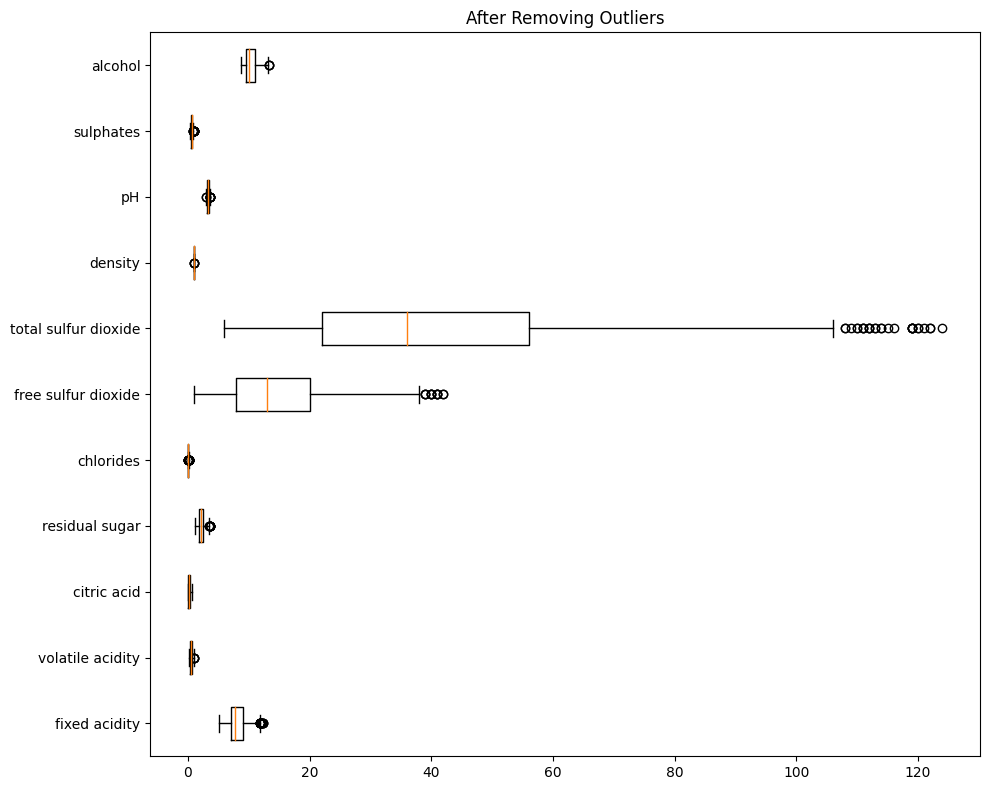 After Removing Outliers
alcohol
sulphates
pH
density
total sulfur dioxide
free sulfur dioxide
chlorides
residual sugar
citric acid
volatile acidity
fixed acidity
0 20 40 60 80 100 120